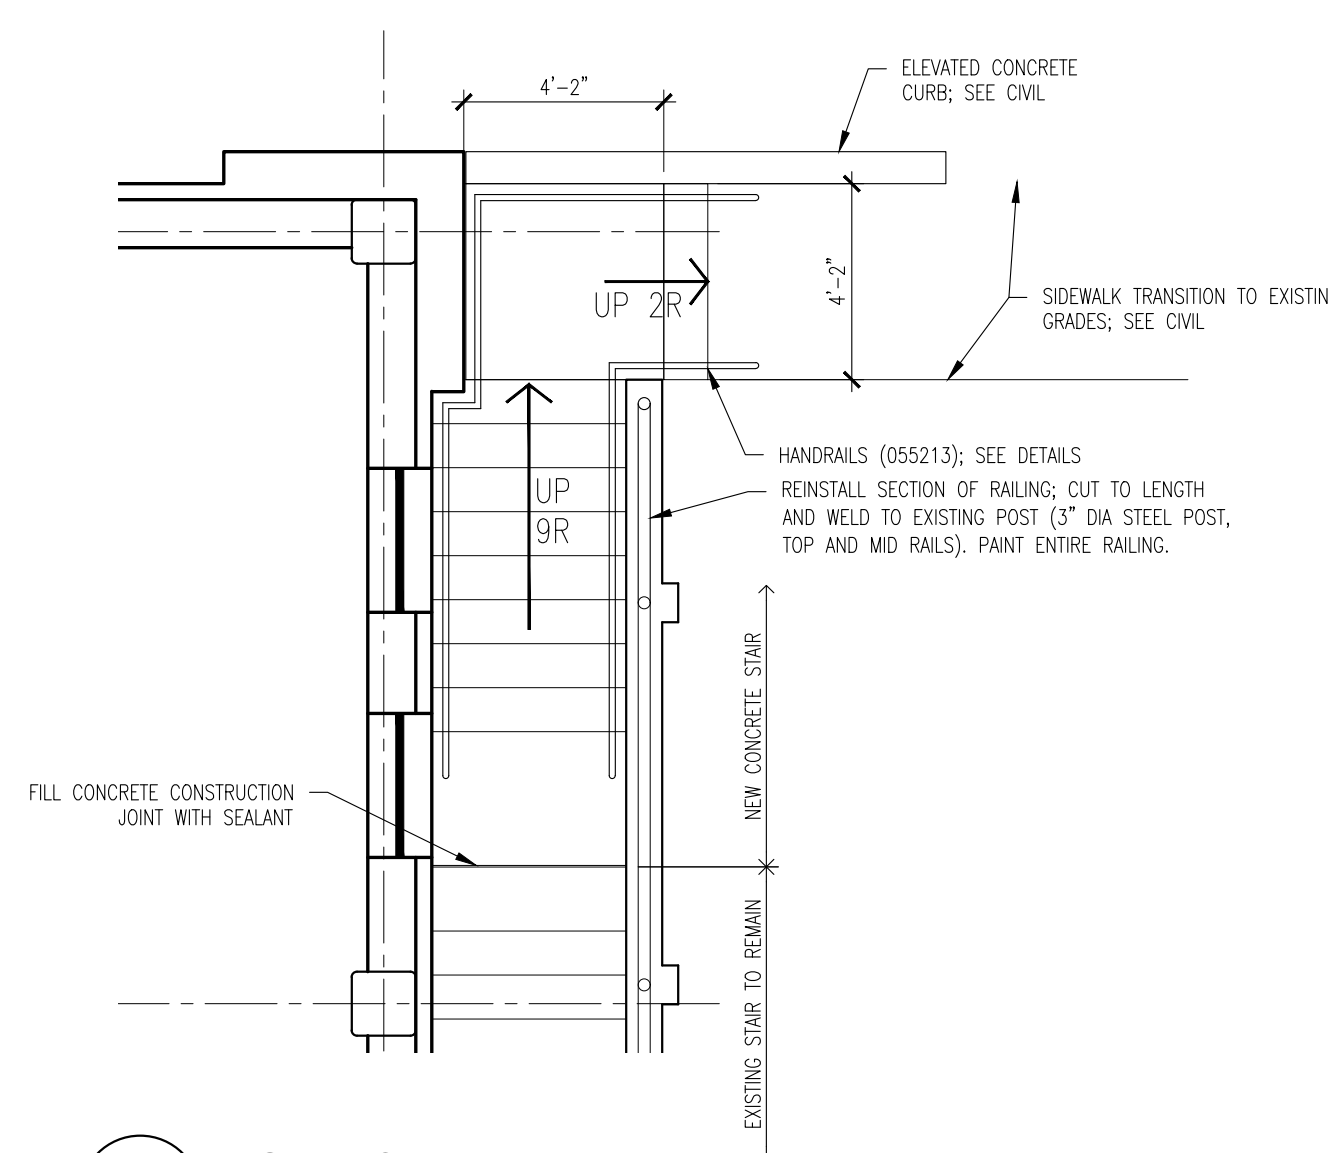 4'-2"
ELEVATED CONCRETE
CURB; SEE CIVIL
4'-2"
UP 2R
SIDEWALK TRANSITION TO EXISTIN
GRADES; SEE CIVIL
HANDRAILS (055213); SEE DETAILS
REINSTALL SECTION OF RAILING; CUT TO LENGTH
AND WELD TO EXISTING POST (3" DIA STEEL POST,
TOP AND MID RAILS). PAINT ENTIRE RAILING.
UP
9R
NEW CONCRETE STAIR
FILL CONCRETE CONSTRUCTION
JOINT WITH SEALANT
EXISTING STAIR TO REMAIN